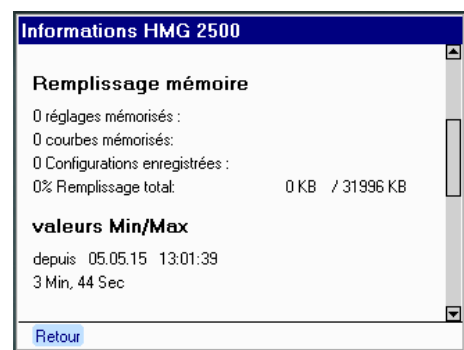 Informations HMG 2500
Remplissage mémoire
0 réglages mémorisés :
0 courbes mémorisés:
0 Configurations enregistrées :
0% Remplissage total: 0 KB / 31996 KB
valeurs Min/Max
depuis 05.05.15 13:01:39
3 Min, 44 Sec
Retour